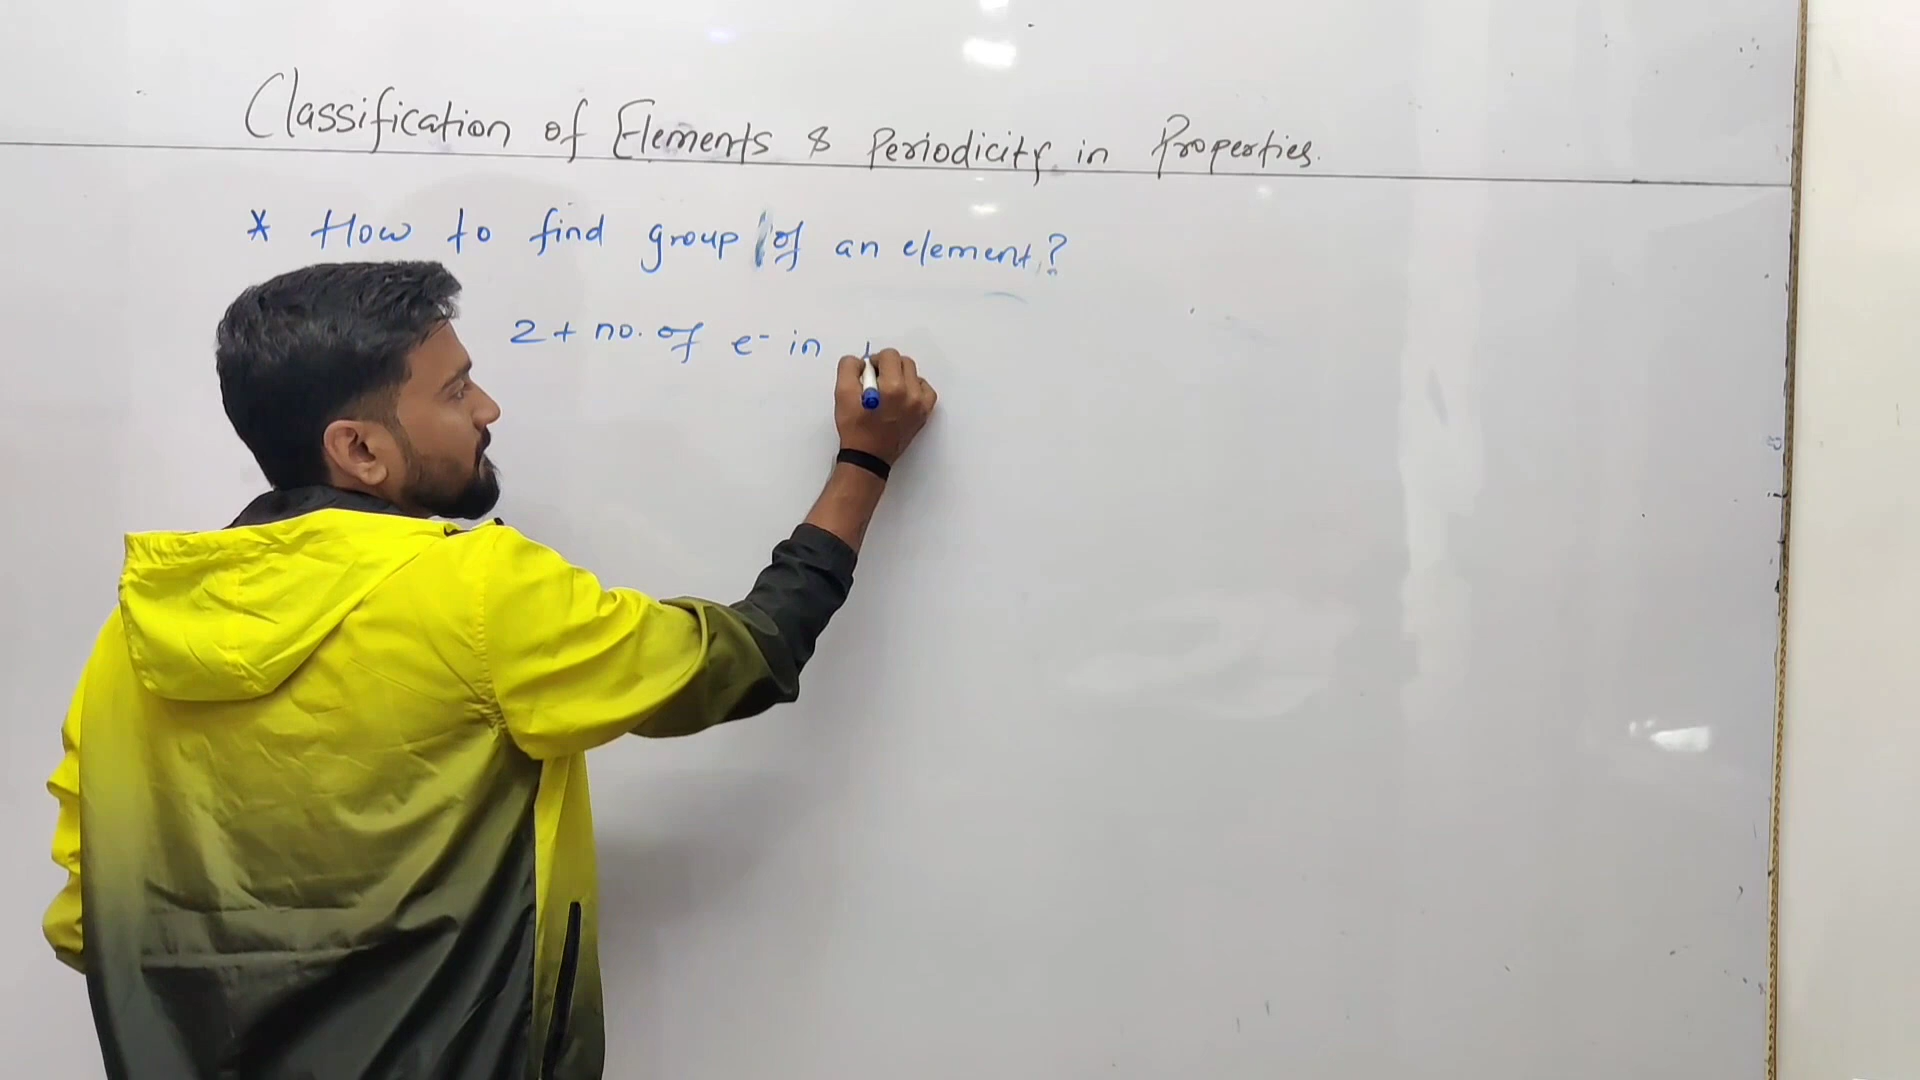 Classification of Elements & Periodicity in Properties.
* How to find group of an element?
2 + no. of e⁻ in